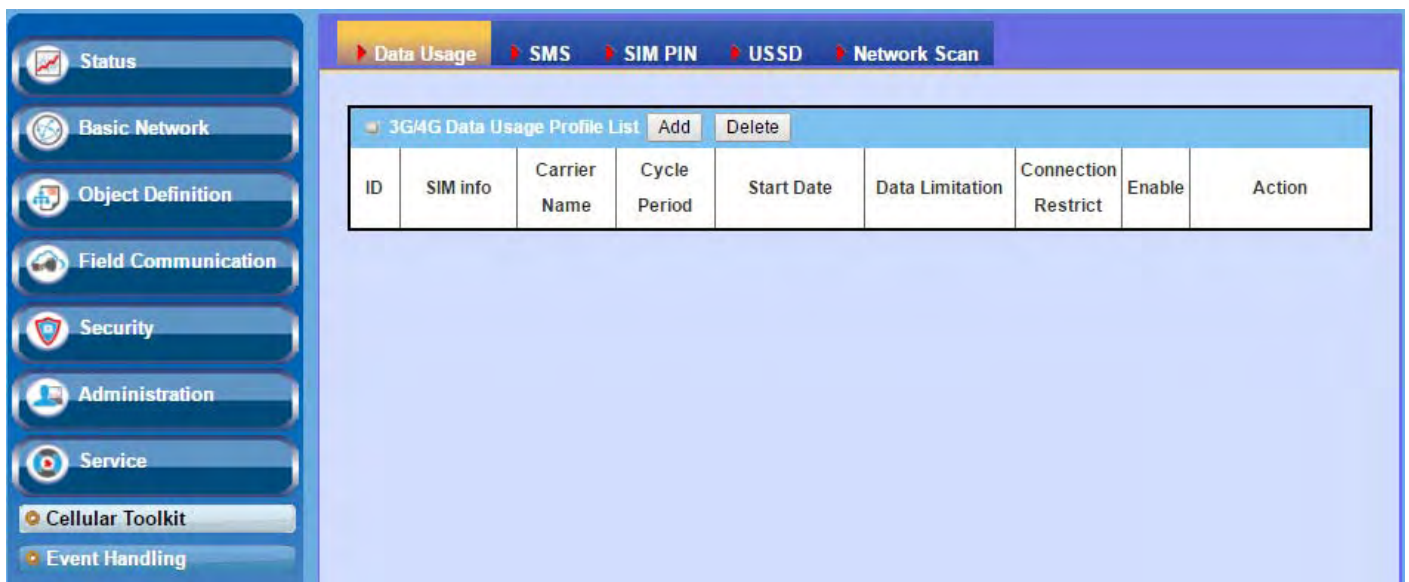 Status
Basic Network
Object Definition
Field Communication
Security
Administration
Service
Cellular Toolkit
Event Handling
Data Usage SMS SIM PIN USSD Network Scan
3G/4G Data Usage Profile List Add Delete
ID SIM info Carrier Name Cycle Period Start Date Data Limitation Connection Restrict Enable Action